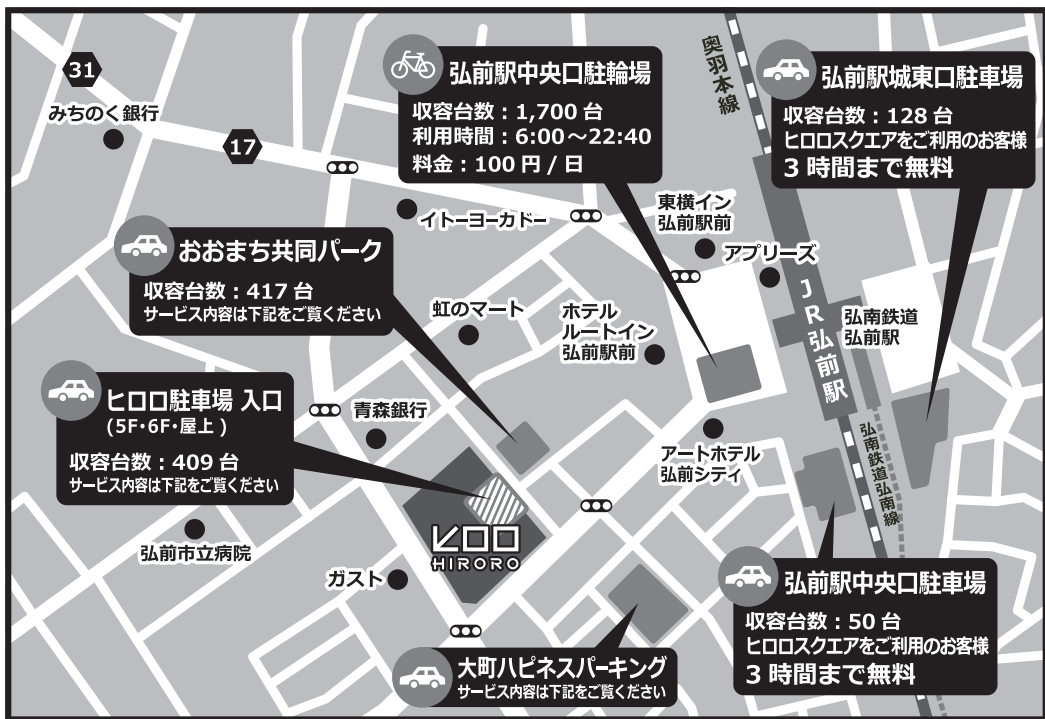 31
みちのく銀行
17
弘前駅中央口駐輪場
収容台数：1,700 台
利用時間：6:00～22:40
料金：100 円 / 日
奥羽本線
弘前駅城東口駐車場
収容台数：128 台
ヒロロスクエアをご利用のお客様
3 時間まで無料
イトーヨーカドー
東横イン
弘前駅前
アプリーズ
おおまち共同パーク
収容台数：417 台
サービス内容は下記をご覧ください
虹のマート
ホテル
ルートイン
弘前駅前
JR弘前駅
弘南鉄道
弘前駅
ヒロロ駐車場 入口
(5F・6F・屋上 )
収容台数：409 台
サービス内容は下記をご覧ください
青森銀行
アートホテル
弘前シティ
弘南鉄道弘南線
弘前市立病院
ヒロロ
HIRORO
ガスト
弘前駅中央口駐車場
収容台数：50 台
ヒロロスクエアをご利用のお客様
3 時間まで無料
大町ハピネスパーキング
サービス内容は下記をご覧ください